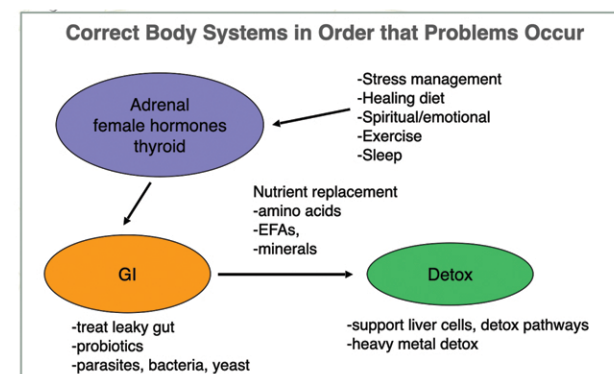 Correct Body Systems in Order that Problems Occur
Adrenal
female hormones
thyroid
-Stress management
-Healing diet
-Spiritual/emotional
-Exercise
-Sleep
Nutrient replacement
-amino acids
-EFAs,
-minerals
GI
Detox
-treat leaky gut
-probiotics
-parasites, bacteria, yeast
-support liver cells, detox pathways
-heavy metal detox